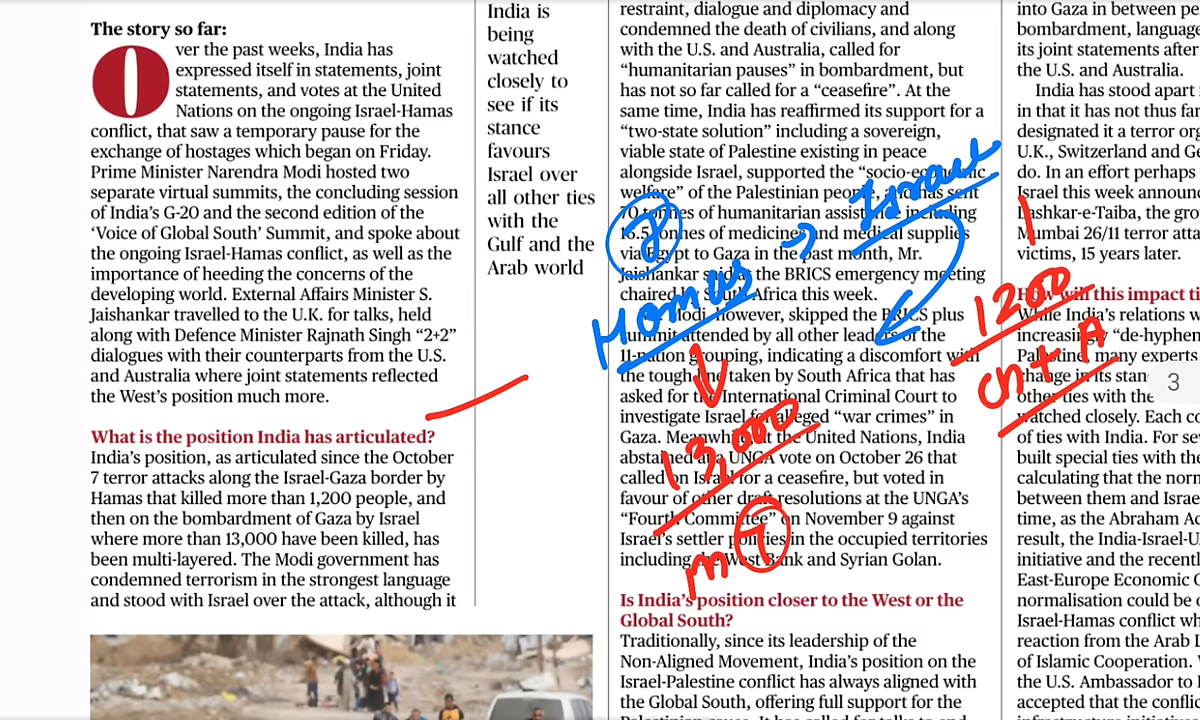 The story so far:
Over the past weeks, India has
expressed itself in statements, joint
statements, and votes at the United
Nations on the ongoing Israel-Hamas
conflict, that saw a temporary pause for the
exchange of hostages which began on Friday.
Prime Minister Narendra Modi hosted two
separate virtual summits, the concluding session
of India's G-20 and the second edition of the
'Voice of Global South' Summit, and spoke about
the ongoing Israel-Hamas conflict, as well as the
importance of heeding the concerns of the
developing world. External Affairs Minister S.
Jaishankar travelled to the U.K. for talks, held
along with Defence Minister Rajnath Singh "2+2"
dialogues with their counterparts from the U.S.
and Australia where joint statements reflected
the West's position much more.
What is the position India has articulated?
India's position, as articulated since the October
7 terror attacks along the Israel-Gaza border by
Hamas that killed more than 1,200 people, and
then on the bombardment of Gaza by Israel
where more than 13,000 have been killed, has
been multi-layered. The Modi government has
condemned terrorism in the strongest language
and stood with Israel over the attack, although it
India is
being
watched
closely to
see if its
stance
favours
Israel over
all other ties
with the
Gulf and the
Arab world
restraint, dialogue and diplomacy and
condemned the death of civilians, and along
with the U.S. and Australia, called for
"humanitarian pauses" in bombardment, but
has not so far called for a "ceasefire". At the
same time, India has reaffirmed its support for a
"two-state solution" including a sovereign,
viable state of Palestine existing in peace
alongside Israel, supported the "socio-economic
welfare" of the Palestinian people, and has sent
70 tonnes of humanitarian assistance including
16.5 tonnes of medicines and medical supplies
via Egypt to Gaza in the past month, Mr.
Jaishankar said at the BRICS emergency meeting
chaired by South Africa this week.
Modi, however, skipped the BRICS plus
summit attended by all other leaders of the
11-nation grouping, indicating a discomfort with
the tough line taken by South Africa that has
asked for the International Criminal Court to
investigate Israel for alleged "war crimes" in
Gaza. Meanwhile, at the United Nations, India
abstained at a UNGA vote on October 26 that
called on Israel for a ceasefire, but voted in
favour of other draft resolutions at the UNGA's
"Fourth Committee" on November 9 against
Israel's settler policies in the occupied territories
including the West Bank and Syrian Golan.
Is India's position closer to the West or the
Global South?
Traditionally, since its leadership of the
Non-Aligned Movement, India's position on the
Israel-Palestine conflict has always aligned with
the Global South, offering full support for the
into Gaza in between
bombardment, language
its joint statements after
the U.S. and Australia.
India has stood apart
in that it has not thus far
designated it a terror
U.K., Switzerland and
do. In an effort perhaps
Israel this week
Lashkar-e-Taiba, the
Mumbai 26/11 terror
victims, 15 years later.
How will this impact
While India's relations
increasingly "de-hyphen
Palestine, many experts
change in its
other ties with the
watched closely. Each
of ties with India. For
built special ties with the
calculating that the
between them and
time, as the Abraham
result, the
initiative and the
East-Europe Economic
normalisation could be
Israel-Hamas conflict
reaction from the Arab
of Islamic Cooperation.
the U.S. Ambassador to
accepted that the
3
7
Israel
Homas
13,000
m
1200